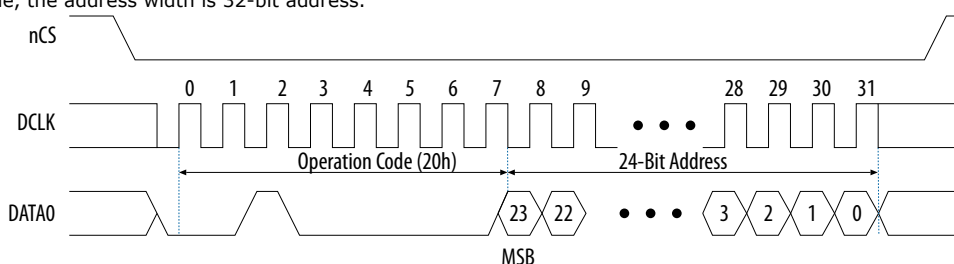 the address width is 32-bit address.
nCS
0 1 2 3 4 5 6 7 8 9 28 29 30 31
DCLK
Operation Code (20h) 24-Bit Address
DATA0 23 22 3 2 1 0
MSB